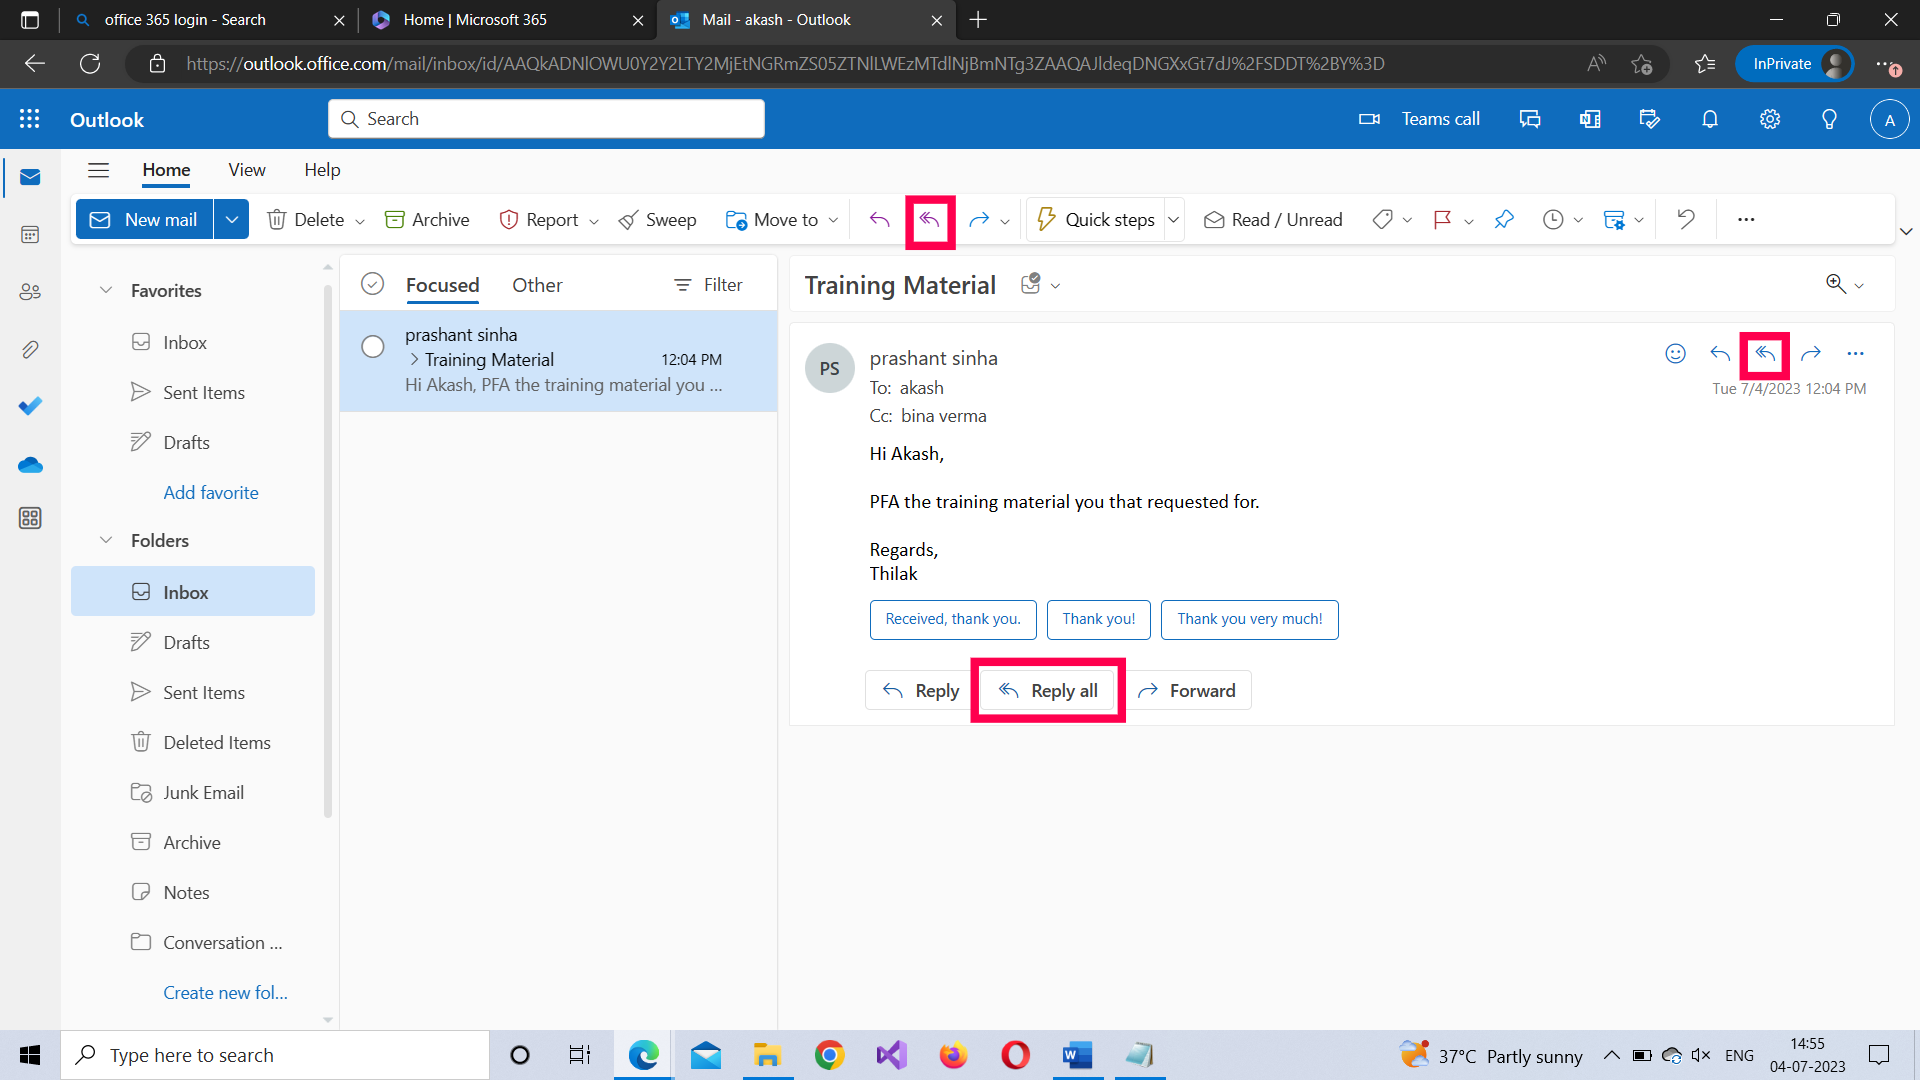 office 365 login - Search
Home | Microsoft 365
Mail - akash - Outlook
https://outlook.office.com/mail/inbox/id/AAQkADNlOWU0Y2Y2LTY2MjEtNGRmZS05ZTNlLWEzMTdlNjBmNTg3ZAAQAJldeqDNGXxGt7dJ%2FSDDT%2BY%3D
InPrivate
Outlook
Search
Teams call
A
Home View Help
New mail Delete Archive Report Sweep Move to Quick steps Read / Unread
Favorites
Inbox
Sent Items
Drafts
Add favorite
Folders
Inbox
Drafts
Sent Items
Deleted Items
Junk Email
Archive
Notes
Conversation ...
Create new fol...
Focused Other Filter
prashant sinha
Training Material 12:04 PM
Hi Akash, PFA the training material you ...
Training Material
PS
prashant sinha
To: akash
Cc: bina verma
Tue 7/4/2023 12:04 PM
Hi Akash,
PFA the training material you that requested for.
Regards,
Thilak
Received, thank you. Thank you! Thank you very much!
Reply Reply all Forward
Type here to search
37°C Partly sunny
ENG
14:55
04-07-2023